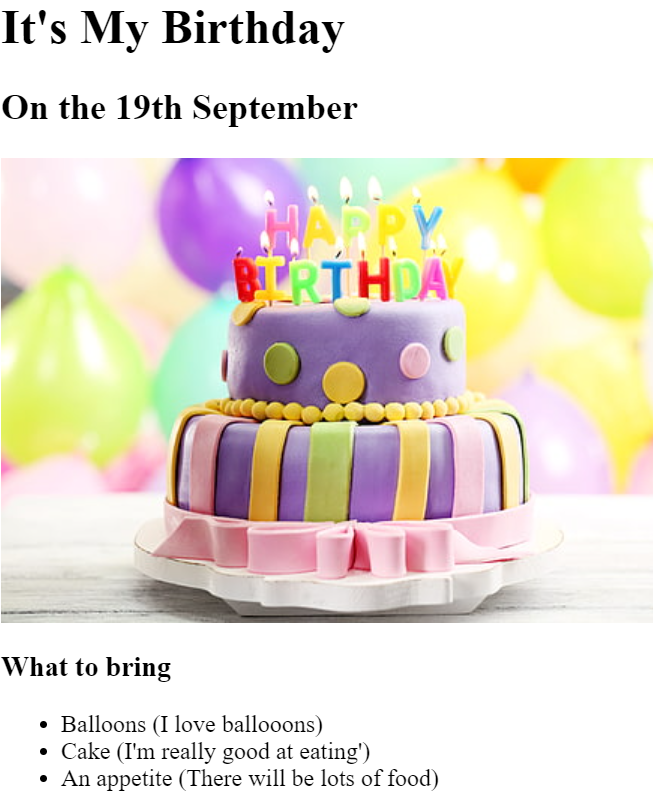 It's My Birthday
On the 19th September
HAPPY
BIRTHDAY
What to bring
Balloons (I love ballooons)
Cake (I'm really good at eating')
An appetite (There will be lots of food)